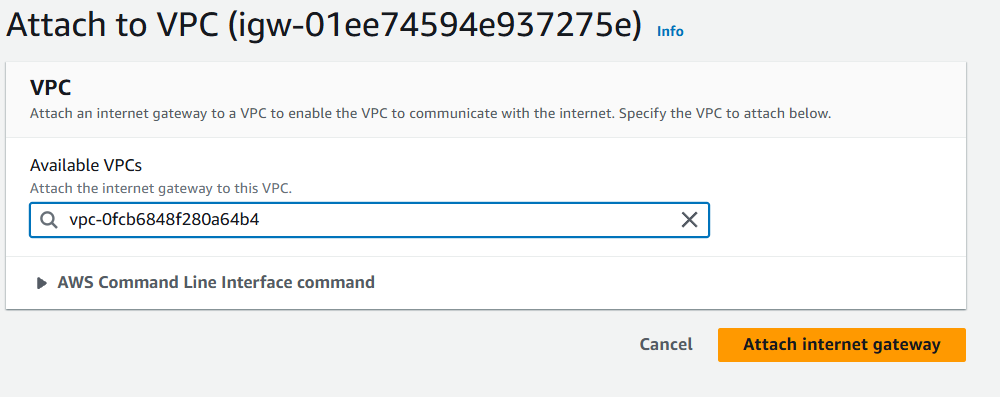 Attach to VPC (igw-01ee74594e937275e) Info
VPC
Attach an internet gateway to a VPC to enable the VPC to communicate with the internet. Specify the VPC to attach below.
Available VPCs
Attach the internet gateway to this VPC.
vpc-0fcb6848f280a64b4
AWS Command Line Interface command
Cancel Attach internet gateway